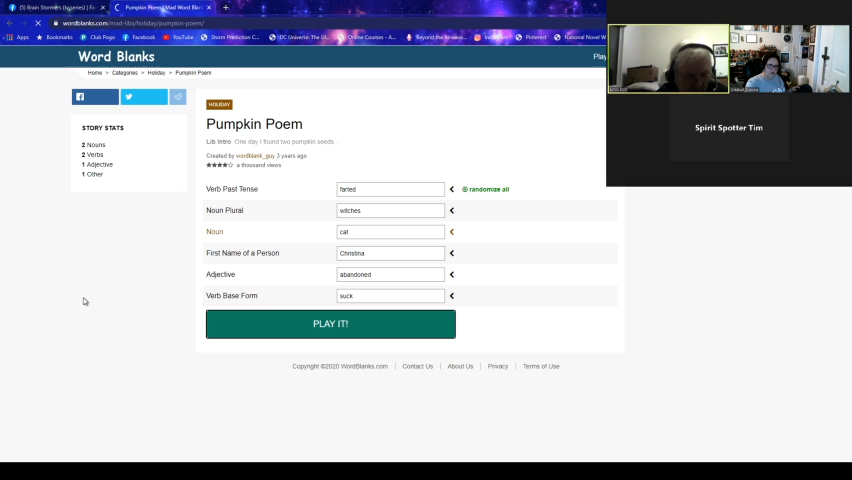 (5) Brain Stormers (hosanies) | Fa
Pumpkin Poem | Mad Word Blan
wordblanks.com/mad-libs/holiday/pumpkin-poem/
Apps Bookmarks Club Pogo Facebook YouTube Storm Prediction C... DC Universe: The UL... Online Courses - A... Beyond the Airwave... Pinterest National Novel W
Word Blanks
Play
Home > Categories > Holiday > Pumpkin Poem
STORY STATS
2 Nouns
2 Verbs
1 Adjective
1 Other
HOLIDAY
Pumpkin Poem
Lib Intro One day I found two pumpkin seeds...
Created by wordblank_guy 3 years ago
a thousand views
Verb Past Tense farted randomize all
Noun Plural witches
Noun cat
First Name of a Person Christina
Adjective abandoned
Verb Base Form suck
PLAY IT!
Copyright ©2020 WordBlanks.com Contact Us About Us Privacy Terms of Use
Spirit Spotter Tim